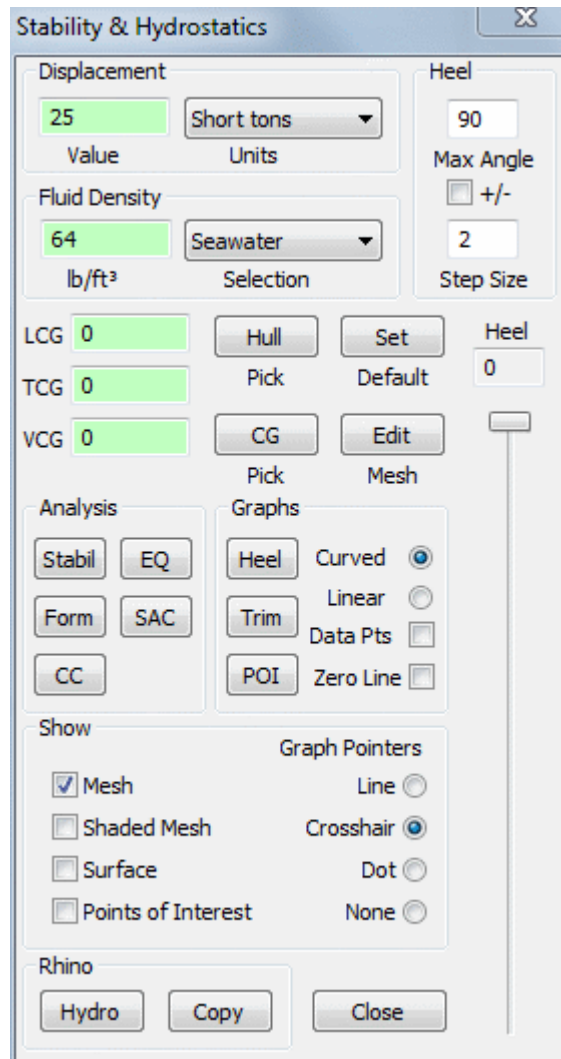 Stability & Hydrostatics
Displacement
25 Short tons
Value Units
Heel
90
Max Angle
+/-
2
Step Size
Fluid Density
64 Seawater
lb/ft³ Selection
LCG 0
TCG 0
VCG 0
Hull Set
Pick Default
CG Edit
Pick Mesh
Heel
0
Analysis
Stabil EQ
Form SAC
CC
Graphs
Heel Curved
Linear
Trim
Data Pts
POI Zero Line
Show
Graph Pointers
Mesh Line
Shaded Mesh Crosshair
Surface Dot
Points of Interest None
Rhino
Hydro Copy Close